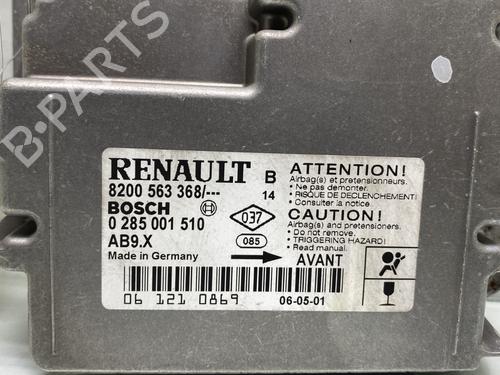 B-PARTS
RENAULT B
8200 563 368/--- 14
BOSCH
0 285 001 510
AB9.X
Made in Germany
037
085
ATTENTION!
Airbag(s) et pretensionneurs.
- Ne pas demonter.
- RISQUE DE DECLENCHEMENT!
- Consulter la notice.
CAUTION!
Airbag(s) and pretensioners.
- Do not remove.
- TRIGGERING HAZARD!
- Read manual.
AVANT
06 121 0869
06-05-01